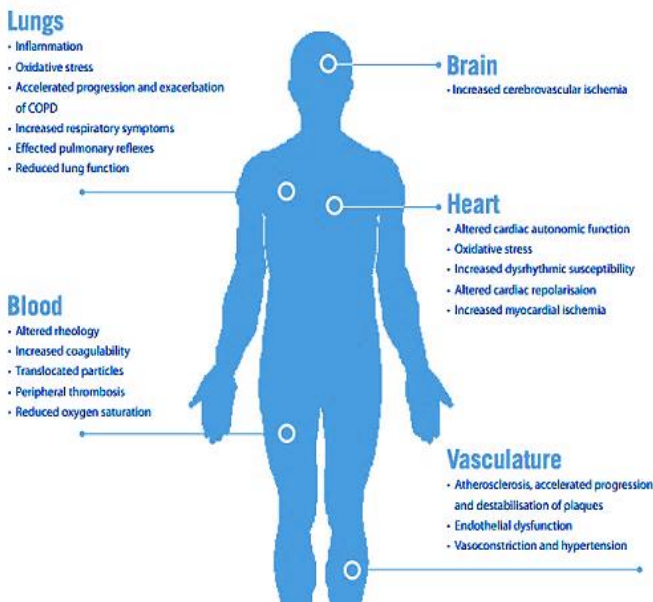 Lungs
• Inflammation
• Oxidative stress
• Accelerated progression and exacerbation
of COPD
• Increased respiratory symptoms
• Effected pulmonary reflexes
• Reduced lung function
Brain
• Increased cerebrovascular ischemia
Heart
• Altered cardiac autonomic function
• Oxidative stress
• Increased dysrhythmic susceptibility
• Altered cardiac repolarisaion
• Increased myocardial ischemia
Blood
• Altered rheology
• Increased coagulability
• Translocated particles
• Peripheral thrombosis
• Reduced oxygen saturation
Vasculature
• Atherosclerosis, accelerated progression
and destabilisation of plaques
• Endothelial dysfunction
• Vasoconstriction and hypertension